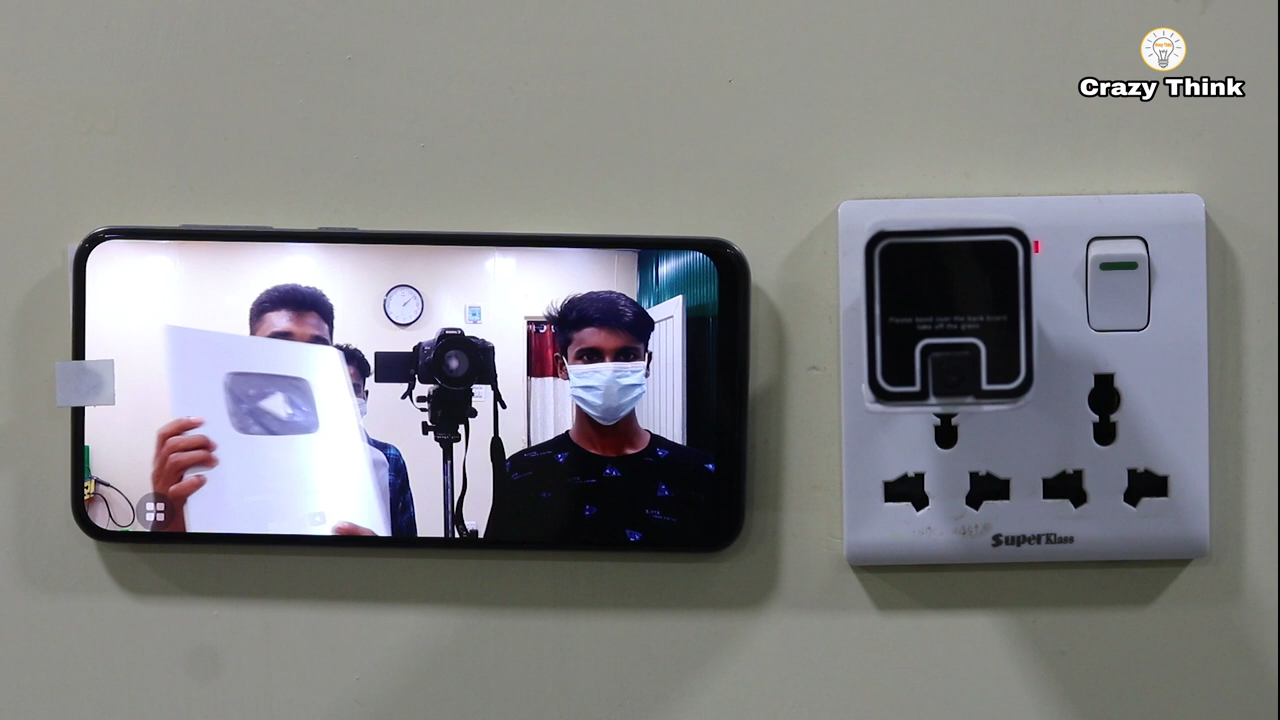 Crazy Think
Please bend over the back board
take off the glass
Super Klass